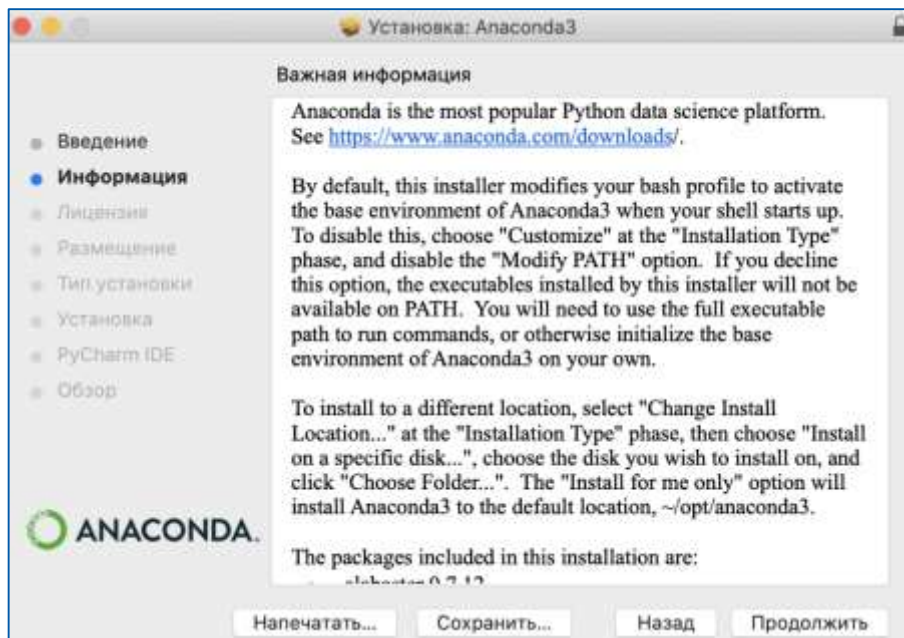 Установка: Anaconda3
Важная информация
Введение
Информация
Лицензия
Размещение
Тип установки
Установка
PyCharm IDE
Обзор
ANACONDA.
Anaconda is the most popular Python data science platform.
See https://www.anaconda.com/downloads/.
By default, this installer modifies your bash profile to activate
the base environment of Anaconda3 when your shell starts up.
To disable this, choose "Customize" at the "Installation Type"
phase, and disable the "Modify PATH" option.  If you decline
this option, the executables installed by this installer will not be
available on PATH.  You will need to use the full executable
path to run commands, or otherwise initialize the base
environment of Anaconda3 on your own.
To install to a different location, select "Change Install
Location..." at the "Installation Type" phase, then choose "Install
on a specific disk...", choose the disk you wish to install on, and
click "Choose Folder...".  The "Install for me only" option will
install Anaconda3 to the default location, ~/opt/anaconda3.
The packages included in this installation are:
Напечатать...
Сохранить...
Назад
Продолжить